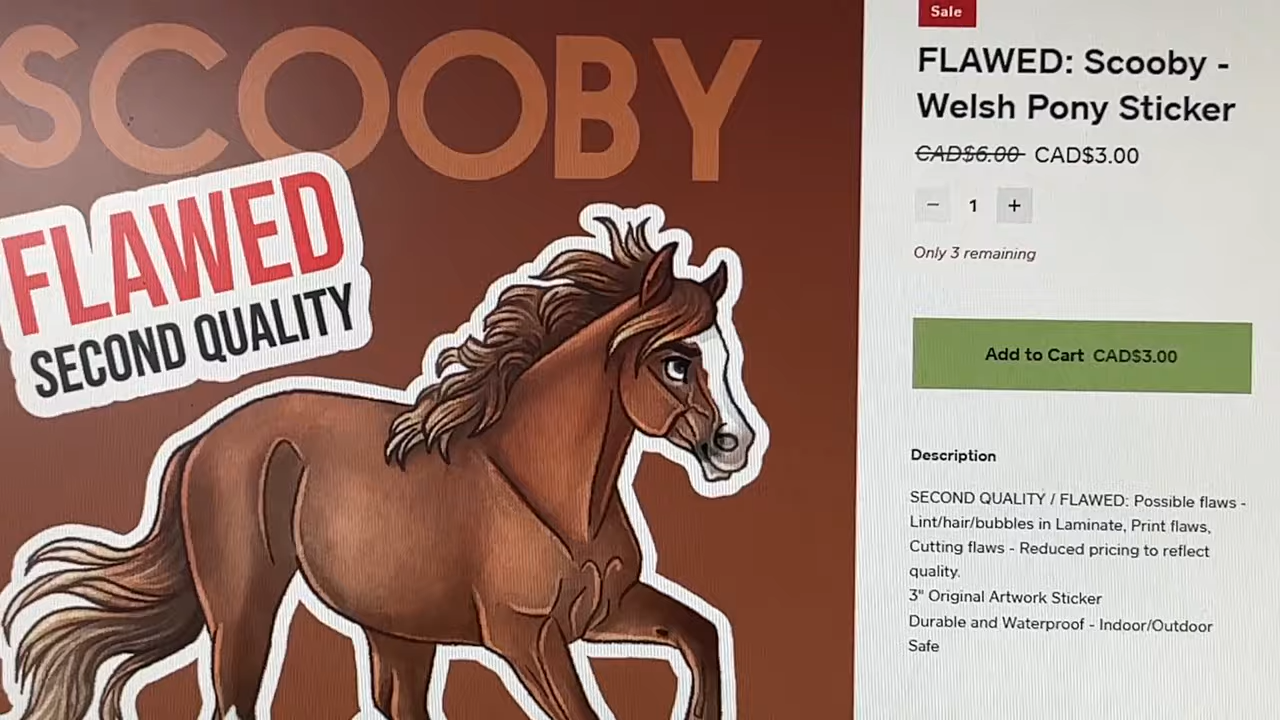 SCOOBY
FLAWED
SECOND QUALITY
Sale
FLAWED: Scooby -
Welsh Pony Sticker
CAD$6.00 CAD$3.00
− 1 +
Only 3 remaining
Add to Cart CAD$3.00
Description
SECOND QUALITY / FLAWED: Possible flaws -
Lint/hair/bubbles in Laminate, Print flaws,
Cutting flaws - Reduced pricing to reflect
quality.
3" Original Artwork Sticker
Durable and Waterproof - Indoor/Outdoor
Safe